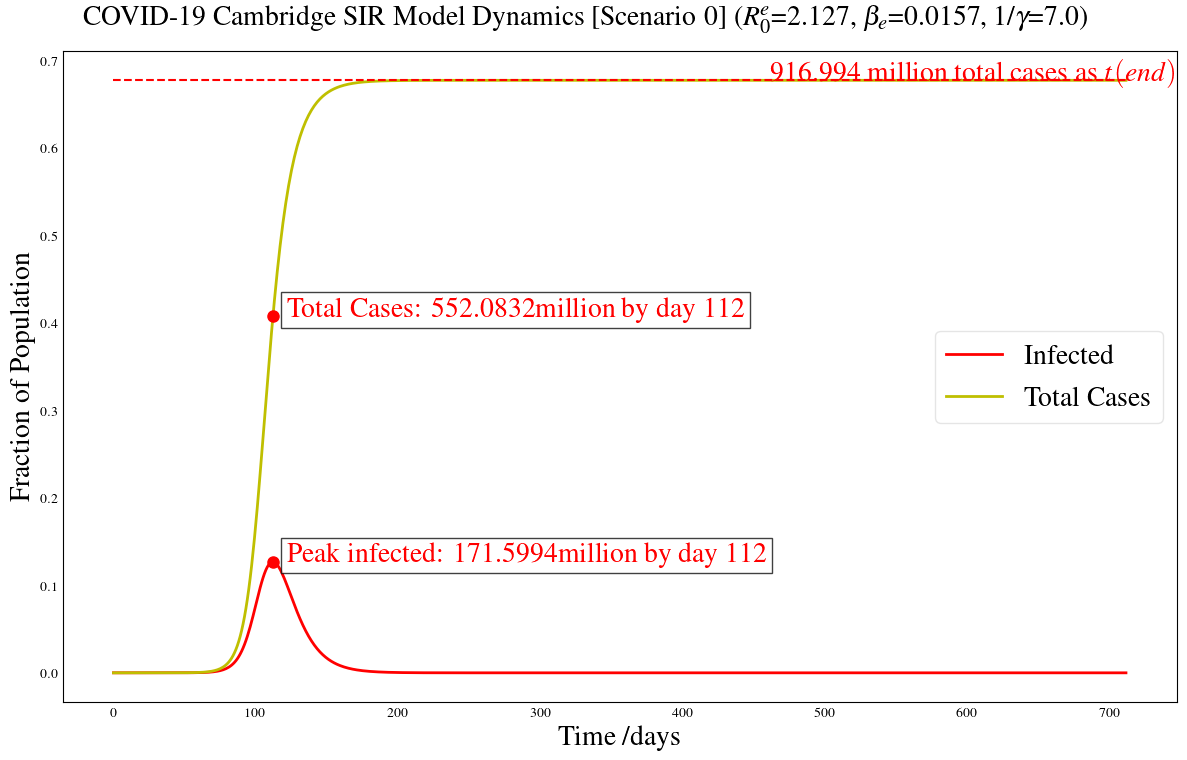 COVID-19 Cambridge SIR Model Dynamics [Scenario 0] ($R_0^e$=2.127, $\beta_e$=0.0157, 1/$\gamma$=7.0)
0.7
916.994 million total cases as t(end)
0.6
0.5
Total Cases: 552.0832million by day 112
0.4
Infected
Total Cases
Fraction of Population
0.3
0.2
Peak infected: 171.5994million by day 112
0.1
0.0
0 100 200 300 400 500 600 700
Time /days